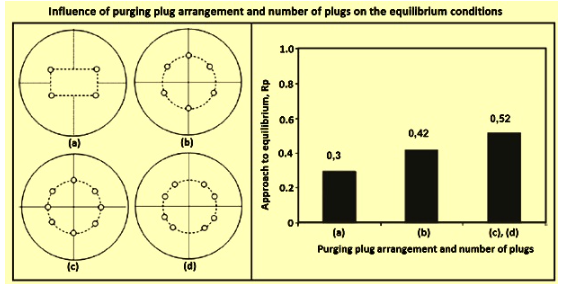 Influence of purging plug arrangement and number of plugs on the equilibrium conditions
(a)
(b)
(c)
(d)
Approach to equilibrium, Rp
1.0
0.8
0.6
0.4
0.2
0
0,3
0,42
0,52
(a)
(b)
(c), (d)
Purging plug arrangement and number of plugs